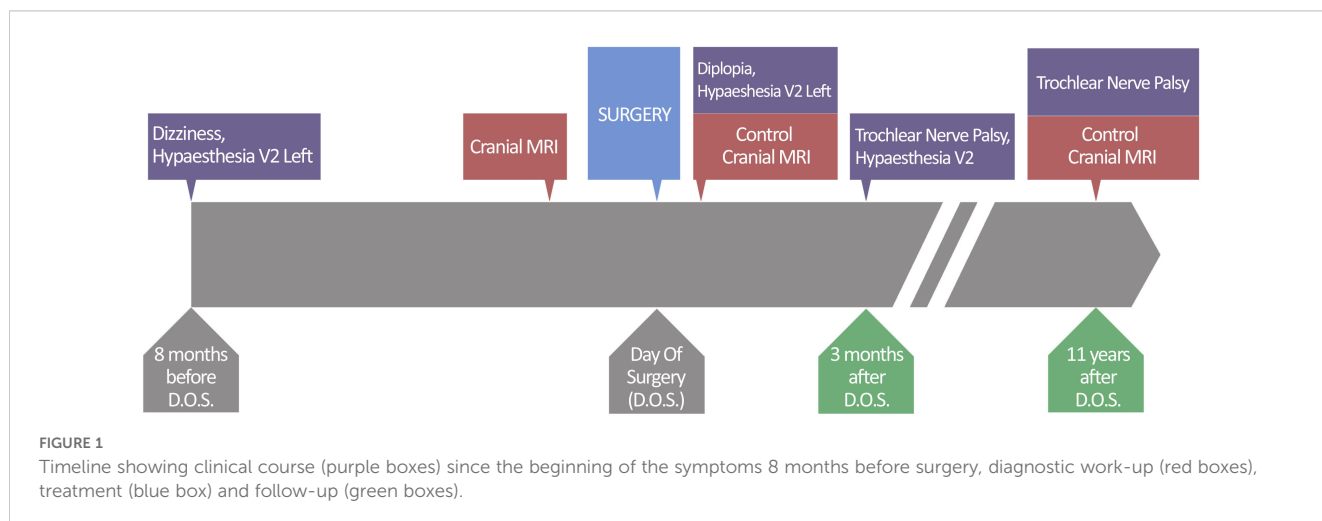 Dizziness,
Hypaesthesia V2 Left
Cranial MRI
SURGERY
Diplopia,
Hypaeshesia V2 Left
Control
Cranial MRI
Trochlear Nerve Palsy,
Hypaesthesia V2
Trochlear Nerve Palsy
Control
Cranial MRI
8 months
before
D.O.S.
Day Of
Surgery
(D.O.S.)
3 months
after
D.O.S.
11 years
after
D.O.S.
FIGURE 1
Timeline showing clinical course (purple boxes) since the beginning of the symptoms 8 months before surgery, diagnostic work-up (red boxes),
treatment (blue box) and follow-up (green boxes).